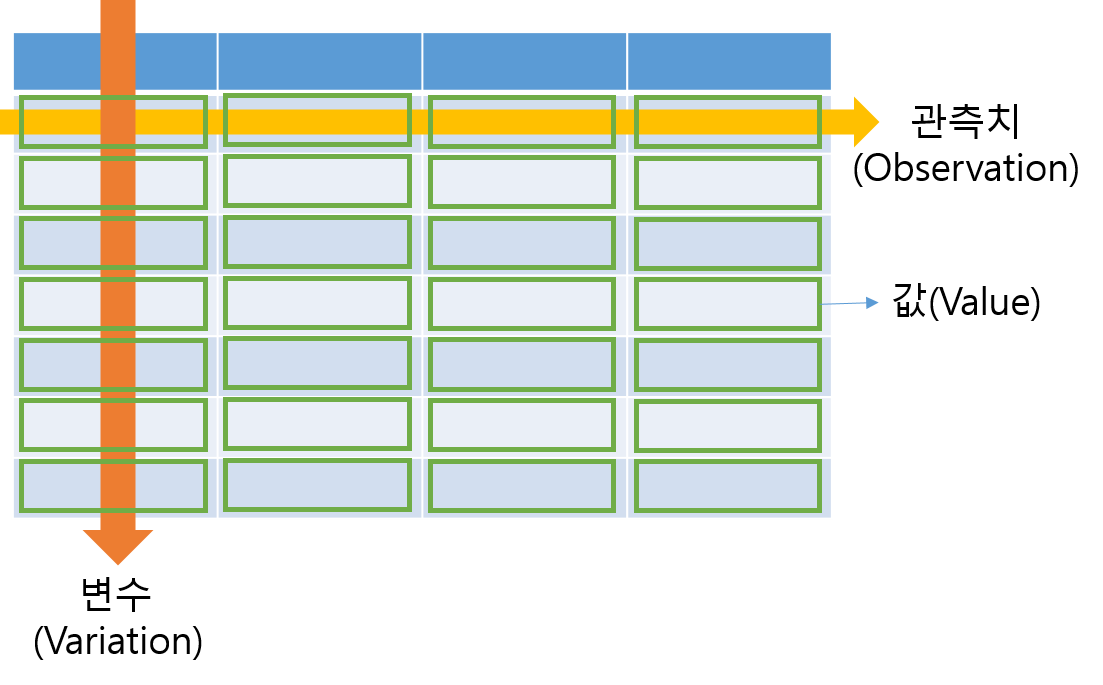 관측치
(Observation)
값(Value)
변수
(Variation)